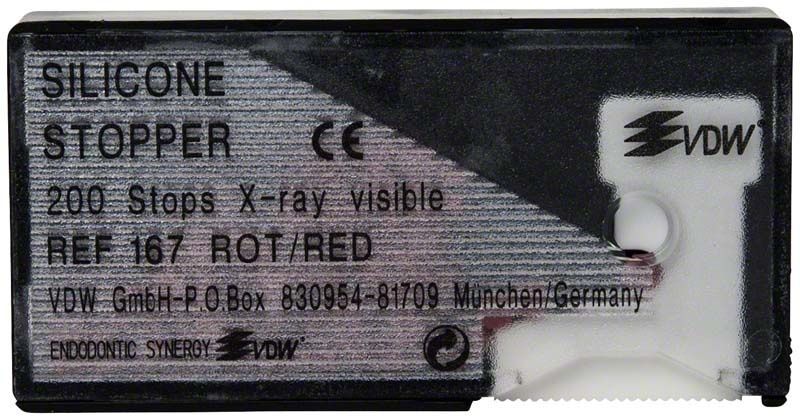 SILICONE
STOPPER CE
VDW
200 Stops X-ray visible
REF 167 ROT/RED
VDW GmbH-P.O.Box 830954-81709 München/Germany
ENDODONTIC SYNERGY VDW